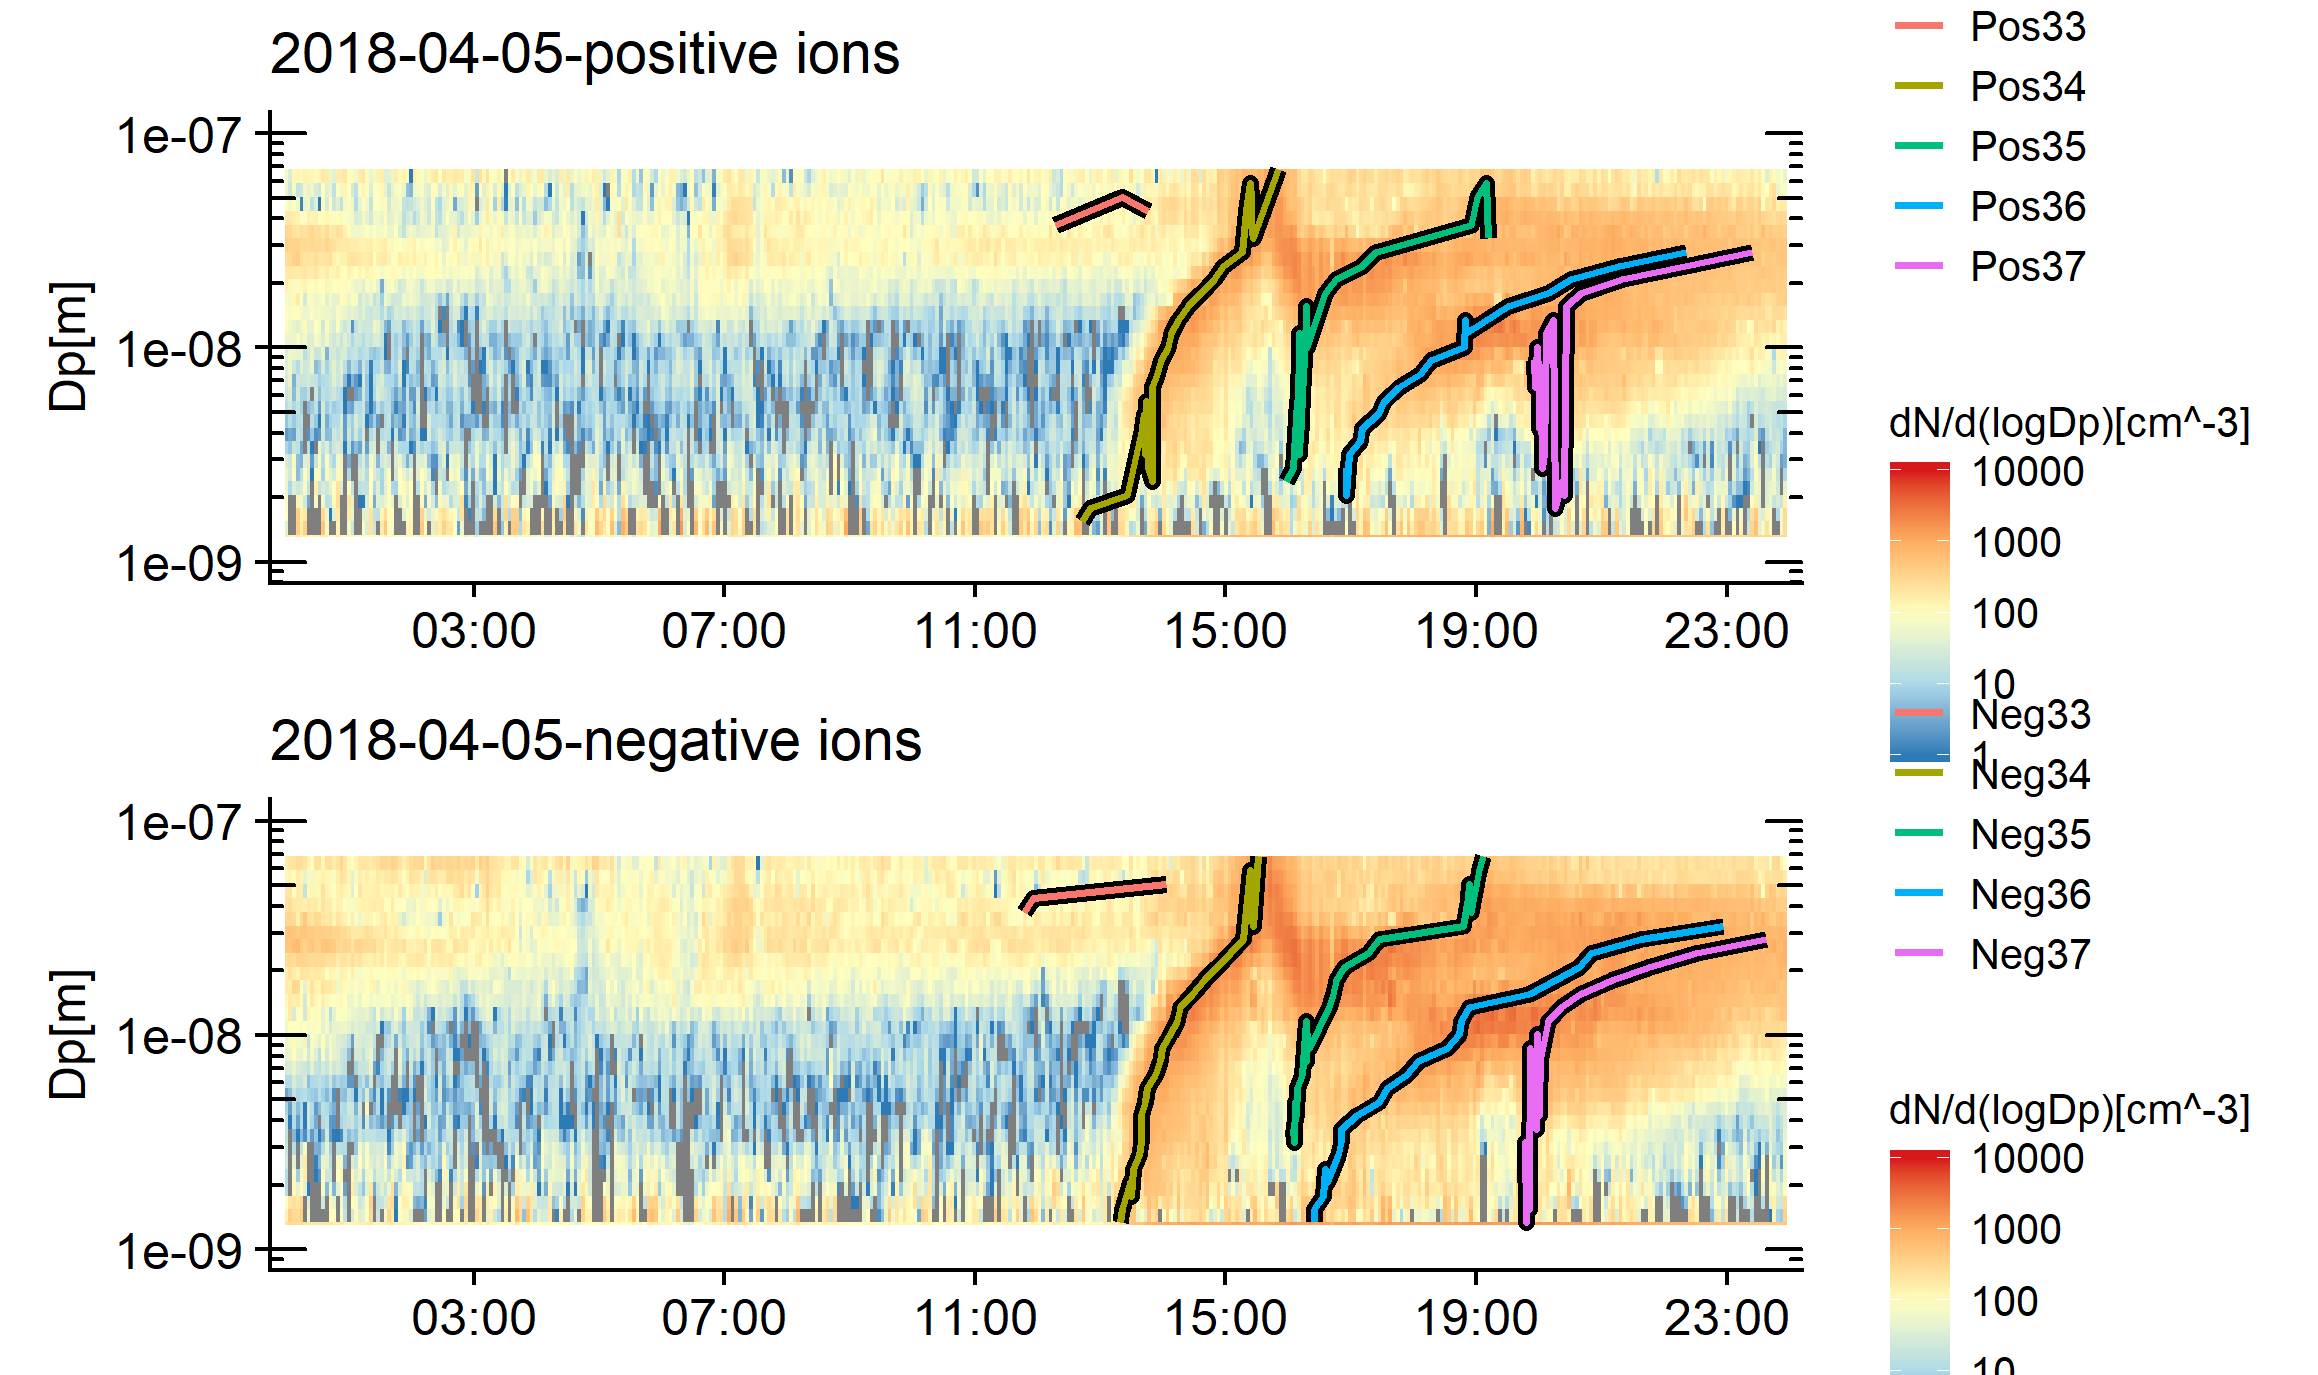 2018-04-05-positive ions
1e-07
1e-08
1e-09
Dp[m]
03:00 07:00 11:00 15:00 19:00 23:00
Pos33
Pos34
Pos35
Pos36
Pos37
dN/d(logDp)[cm^-3]
10000
1000
100
10
1
2018-04-05-negative ions
1e-07
1e-08
1e-09
Dp[m]
03:00 07:00 11:00 15:00 19:00 23:00
Neg33
Neg34
Neg35
Neg36
Neg37
dN/d(logDp)[cm^-3]
10000
1000
100
10